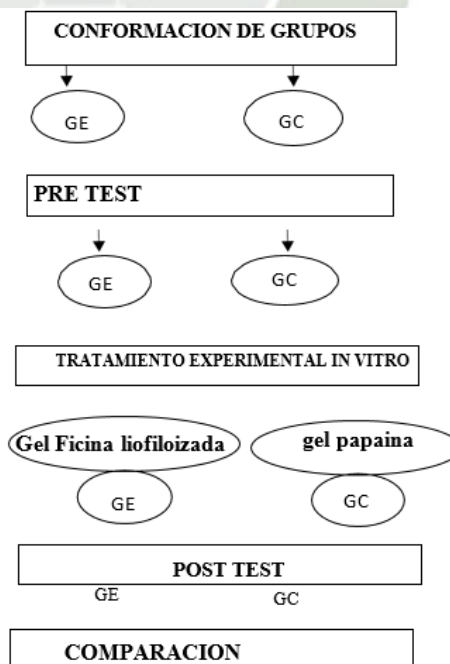 CONFORMACION DE GRUPOS
GE GC
PRE TEST
GE GC
TRATAMIENTO EXPERIMENTAL IN VITRO
Gel Ficina liofiloizada gel papaina
GE GC
POST TEST
GE GC
COMPARACION